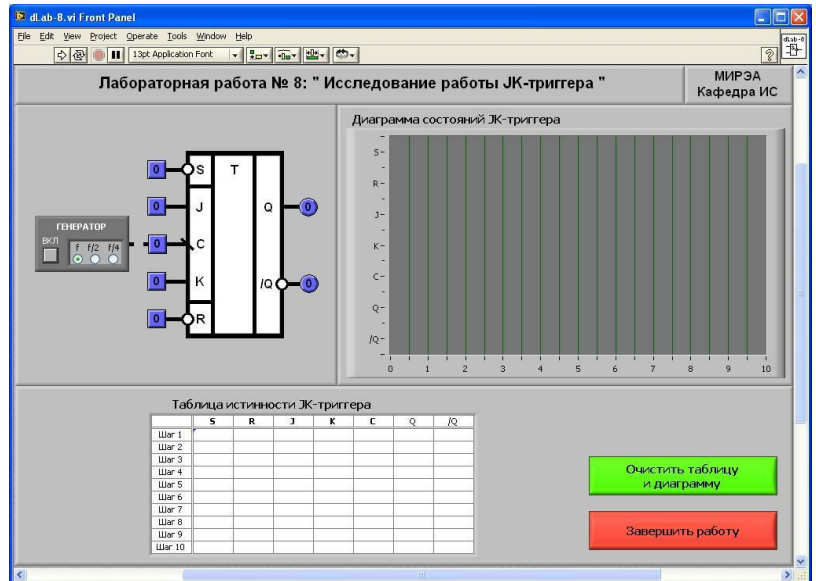 dLab-8.vi Front Panel
File Edit View Project Operate Tools Window Help
13pt Application Font
?
dLab-8
Лабораторная работа № 8: " Исследование работы JK-триггера "
МИРЭА
Кафедра ИС
ГЕНЕРАТОР
ВКЛ
f f/2 f/4
0 S T
0 J Q 0
0 C
0 K /Q 0
0 R
Диаграмма состояний JK-триггера
S-
R-
J-
K-
C-
Q-
/Q-
0 1 2 3 4 5 6 7 8 9 10
Таблица истинности JK-триггера
S R J K C Q /Q
Шаг 1
Шаг 2
Шаг 3
Шаг 4
Шаг 5
Шаг 6
Шаг 7
Шаг 8
Шаг 9
Шаг 10
Очистить таблицу
и диаграмму
Завершить работу